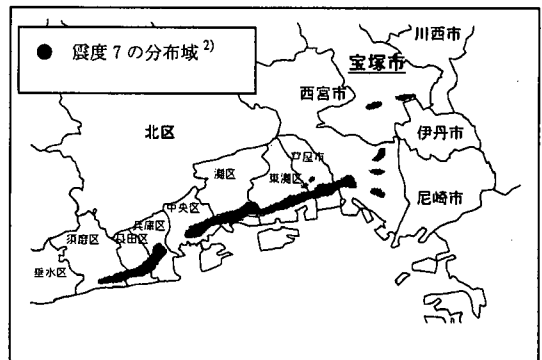 ● 震度7の分布域2)
川西市
宝塚市
西宮市
伊丹市
北区
芦屋市
灘区
東灘区
尼崎市
中央区
兵庫区
須磨区
長田区
垂水区